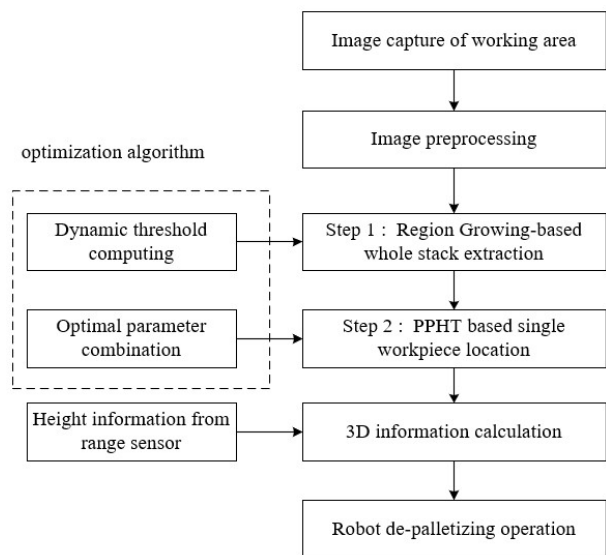 Image capture of working area
Image preprocessing
optimization algorithm
Dynamic threshold
computing
Step 1： Region Growing-based
whole stack extraction
Optimal parameter
combination
Step 2： PPHT based single
workpiece location
Height information from
range sensor
3D information calculation
Robot de-palletizing operation